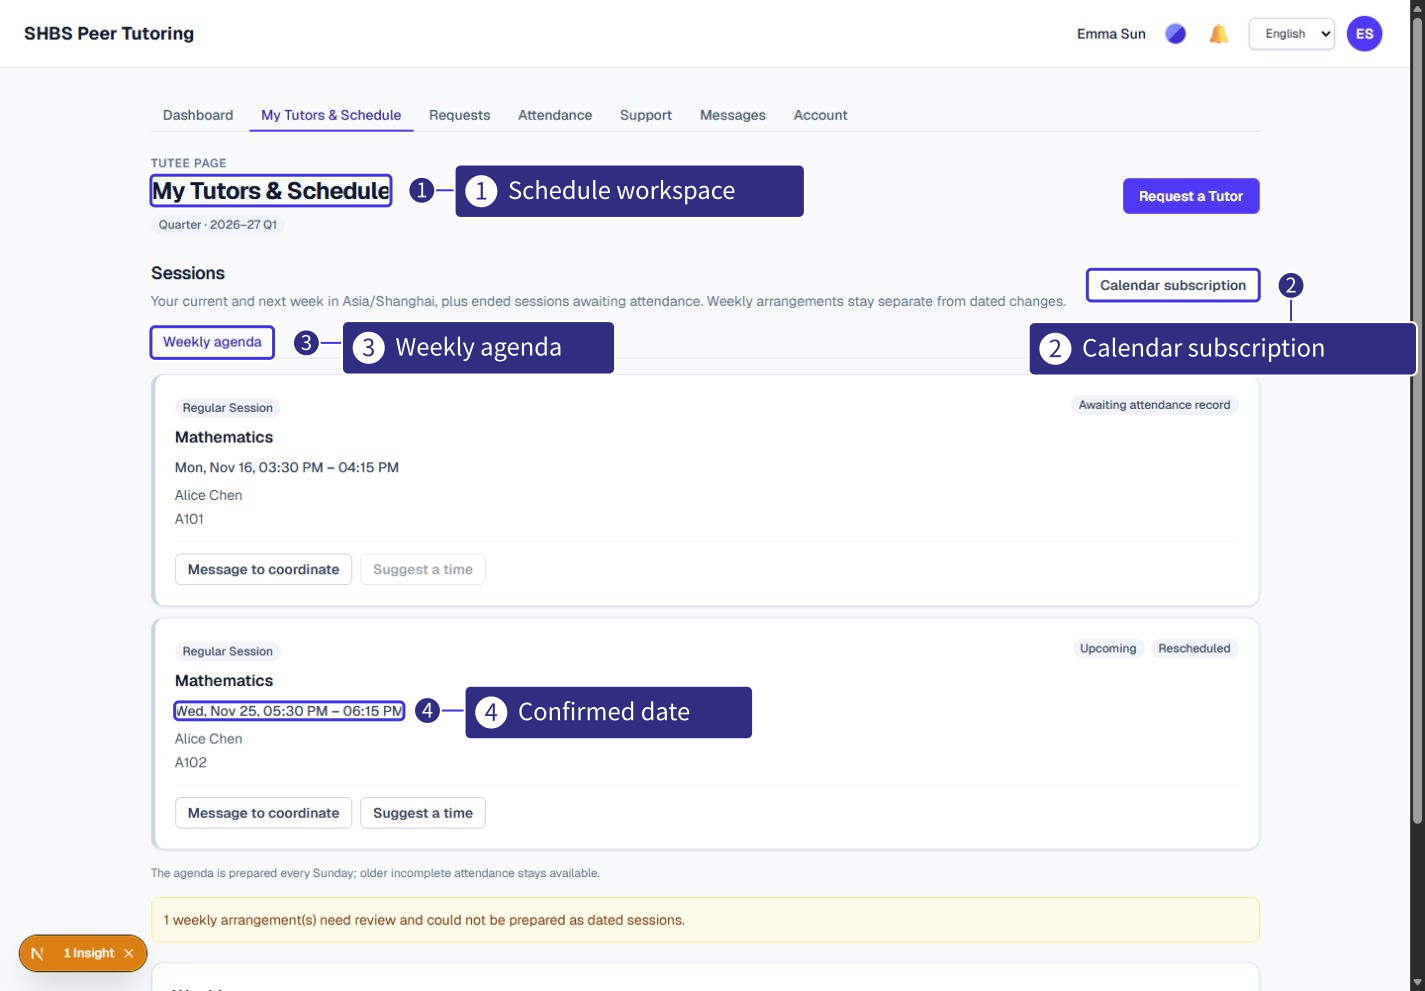 SHBS Peer Tutoring
Emma Sun
English
ES
Dashboard
My Tutors & Schedule
Requests
Attendance
Support
Messages
Account
TUTEE PAGE
My Tutors & Schedule
1
1 Schedule workspace
Request a Tutor
Quarter · 2026–27 Q1
Sessions
Your current and next week in Asia/Shanghai, plus ended sessions awaiting attendance. Weekly arrangements stay separate from dated changes.
Calendar subscription
2
Weekly agenda
3
3 Weekly agenda
2 Calendar subscription
Regular Session
Awaiting attendance record
Mathematics
Mon, Nov 16, 03:30 PM – 04:15 PM
Alice Chen
A101
Message to coordinate
Suggest a time
Regular Session
Upcoming
Rescheduled
Mathematics
Wed, Nov 25, 05:30 PM – 06:15 PM
4
4 Confirmed date
Alice Chen
A102
Message to coordinate
Suggest a time
The agenda is prepared every Sunday; older incomplete attendance stays available.
1 weekly arrangement(s) need review and could not be prepared as dated sessions.
N 1 Insight ×